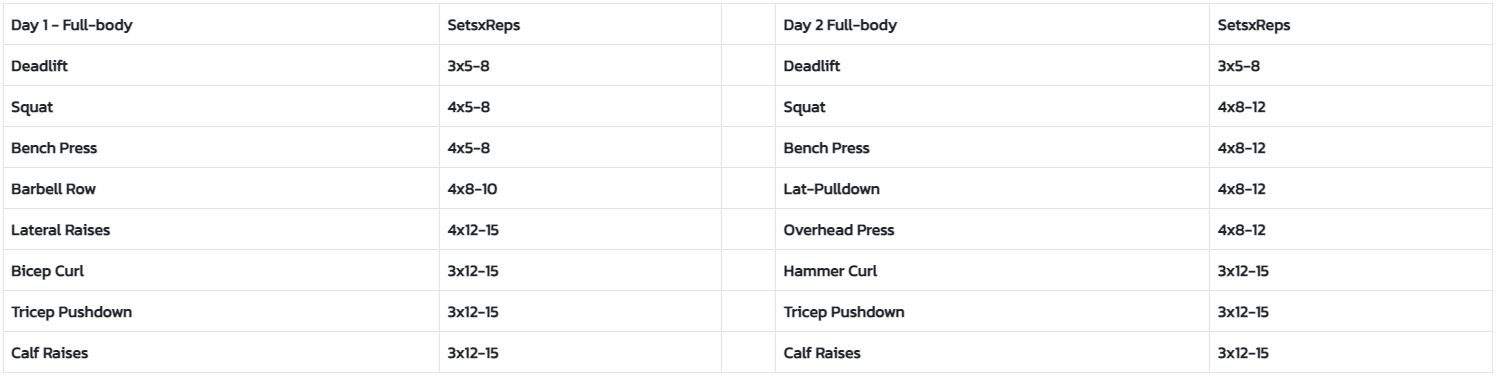 Day 1 - Full-body SetsxReps Day 2 Full-body SetsxReps
Deadlift 3x5-8 Deadlift 3x5-8
Squat 4x5-8 Squat 4x8-12
Bench Press 4x5-8 Bench Press 4x8-12
Barbell Row 4x8-10 Lat-Pulldown 4x8-12
Lateral Raises 4x12-15 Overhead Press 4x8-12
Bicep Curl 3x12-15 Hammer Curl 3x12-15
Tricep Pushdown 3x12-15 Tricep Pushdown 3x12-15
Calf Raises 3x12-15 Calf Raises 3x12-15